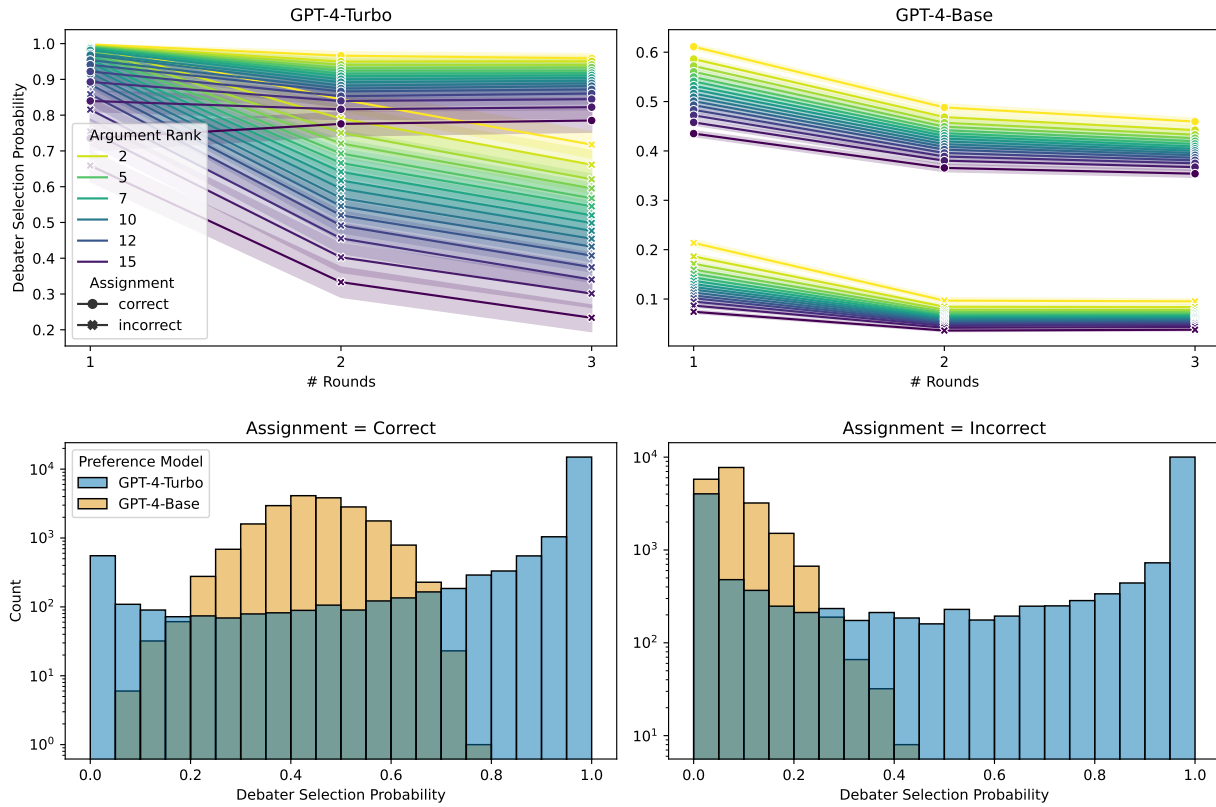 GPT-4-Turbo
1.0
0.9
0.8
0.7
0.6
0.5
0.4
0.3
0.2
Debater Selection Probability
Argument Rank
2
5
7
10
12
15
Assignment
correct
incorrect
1
2
3
# Rounds
GPT-4-Base
0.6
0.5
0.4
0.3
0.2
0.1
1
2
3
# Rounds
Assignment = Correct
10⁴
10³
10²
10¹
10⁰
Count
Preference Model
GPT-4-Turbo
GPT-4-Base
0.0
0.2
0.4
0.6
0.8
1.0
Debater Selection Probability
Assignment = Incorrect
10⁴
10³
10²
10¹
0.0
0.2
0.4
0.6
0.8
1.0
Debater Selection Probability